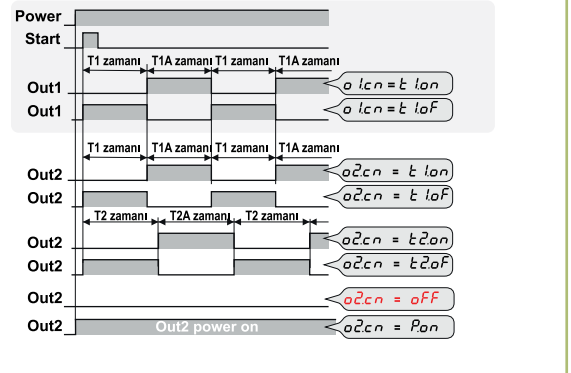 Power
Start
T1 zamanı T1A zamanı T1 zamanı T1A zamanı
Out1 o1.cn = t1.on
Out1 o1.cn = t1.oF
T1 zamanı T1A zamanı T1 zamanı T1A zamanı
Out2 o2.cn = t1.on
Out2 o2.cn = t1.oF
T2 zamanı T2A zamanı T2 zamanı
Out2 o2.cn = t2.on
Out2 o2.cn = t2.oF
Out2 o2.cn = oFF
Out2 Out2 power on o2.cn = P.on